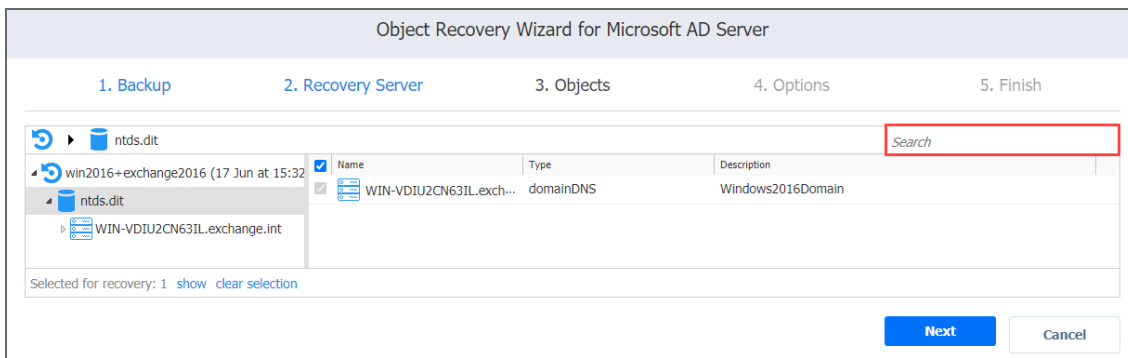 Object Recovery Wizard for Microsoft AD Server
1. Backup 2. Recovery Server 3. Objects 4. Options 5. Finish
ntds.dit Search
win2016+exchange2016 (17 Jun at 15:32 Name Type Description
WIN-VDIU2CN63IL.exch... domainDNS Windows2016Domain
ntds.dit
WIN-VDIU2CN63IL.exchange.int
Selected for recovery: 1 show clear selection
Next Cancel